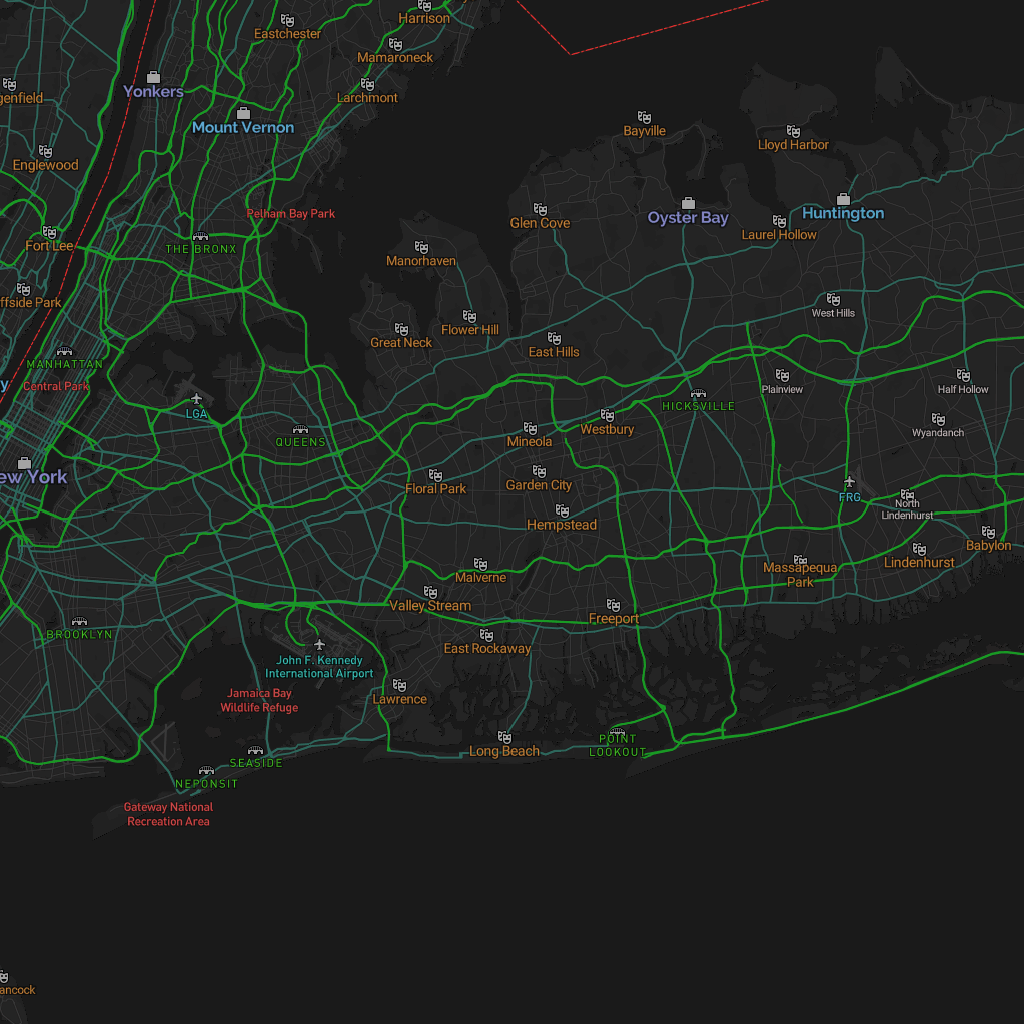 Harrison
Eastchester
Mamaroneck
Yonkers
Larchmont
genfield
Mount Vernon
Bayville
Lloyd Harbor
Englewood
Pelham Bay Park
Glen Cove
Oyster Bay
Huntington
Laurel Hollow
Fort Lee
THE BRONX
Manorhaven
ffside Park
West Hills
Flower Hill
Great Neck
East Hills
MANHATTAN
Central Park
y
Plainview
Half Hollow
LGA
HICKSVILLE
Westbury
Wyandanch
QUEENS
Mineola
ew York
Floral Park
Garden City
FRG
North
Lindenhurst
Hempstead
Babylon
Lindenhurst
Malverne
Massapequa
Park
Valley Stream
Freeport
BROOKLYN
East Rockaway
John F. Kennedy
International Airport
Jamaica Bay
Wildlife Refuge
Lawrence
POINT
LOOKOUT
Long Beach
SEASIDE
NEPONSIT
Gateway National
Recreation Area
ancock